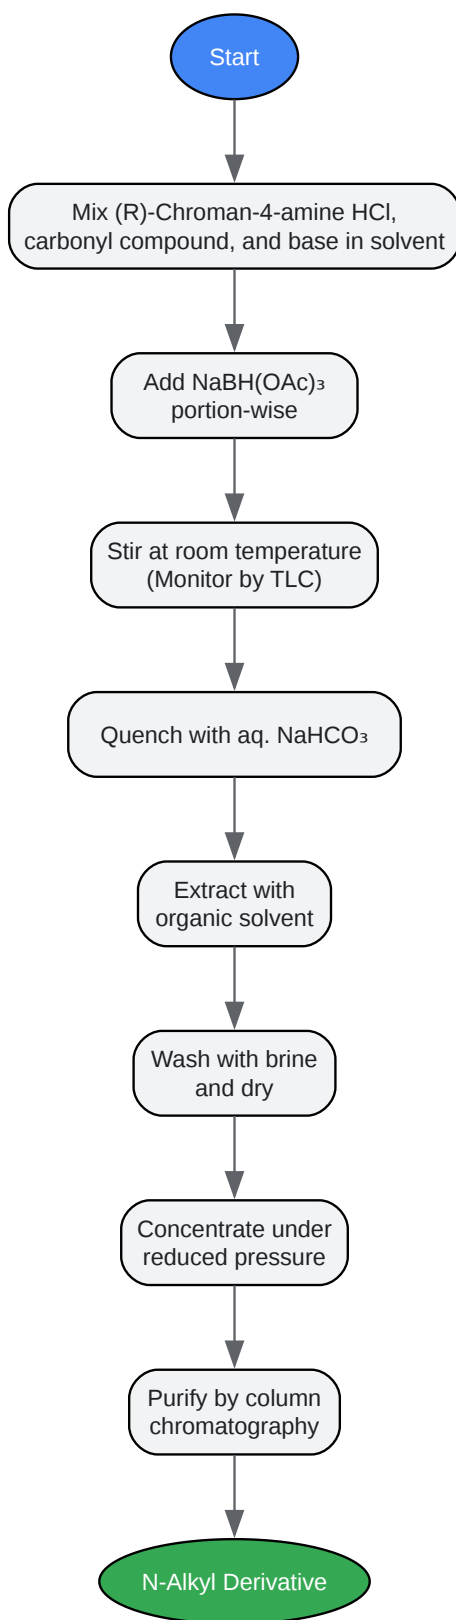 Start
Mix (R)-Chroman-4-amine HCl,
carbonyl compound, and base in solvent
Add NaBH(OAc)₃
portion-wise
Stir at room temperature
(Monitor by TLC)
Quench with aq. NaHCO₃
Extract with
organic solvent
Wash with brine
and dry
Concentrate under
reduced pressure
Purify by column
chromatography
N-Alkyl Derivative